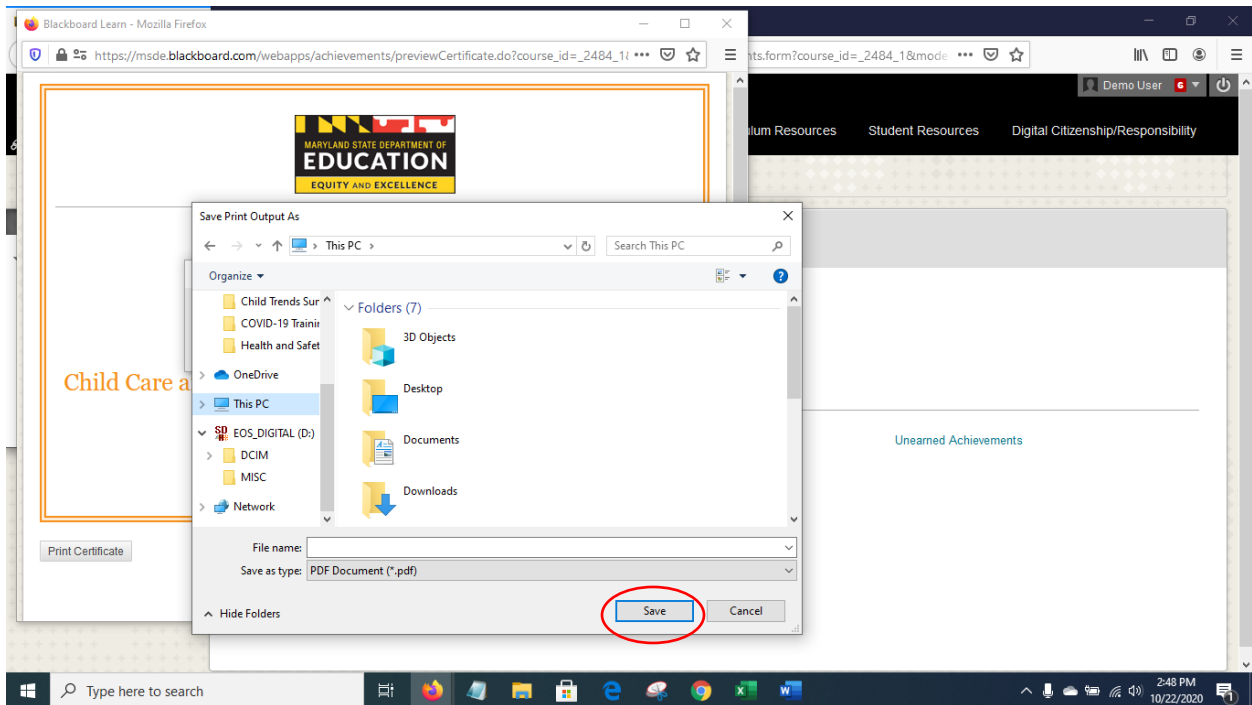 Blackboard Learn - Mozilla Firefox
https://msde.blackboard.com/webapps/achievements/previewCertificate.do?course_id=_2484_1&
nts.form?course_id=_2484_1&mode
Demo User 6
ulum Resources Student Resources Digital Citizenship/Responsibility
MARYLAND STATE DEPARTMENT OF
EDUCATION
EQUITY AND EXCELLENCE
Save Print Output As
This PC
Search This PC
Organize
Child Trends Sur
COVID-19 Trainin
Health and Safet
OneDrive
This PC
EOS_DIGITAL (D:)
DCIM
MISC
Network
Folders (7)
3D Objects
Desktop
Documents
Downloads
Child Care a
Unearned Achievements
Print Certificate
File name:
Save as type: PDF Document (*.pdf)
Hide Folders
Save
Cancel
Type here to search
2:48 PM
10/22/2020
1